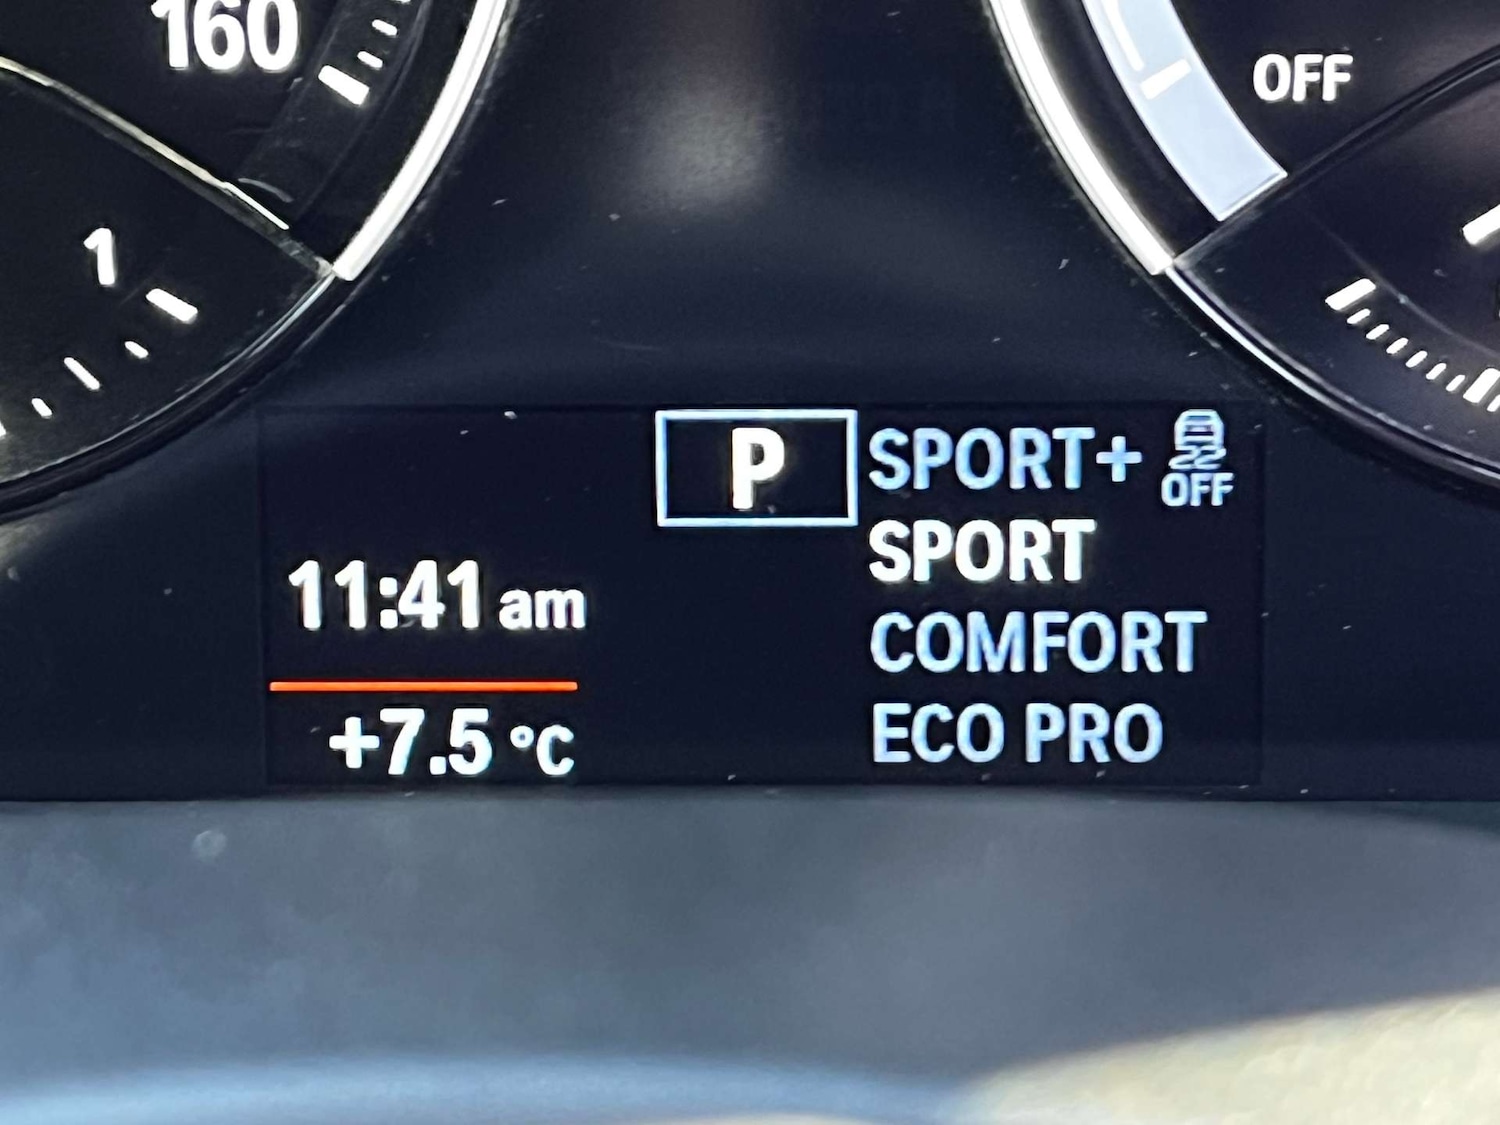 160
OFF
1
P
SPORT+
OFF
SPORT
11:41 am
COMFORT
+7.5 °C
ECO PRO